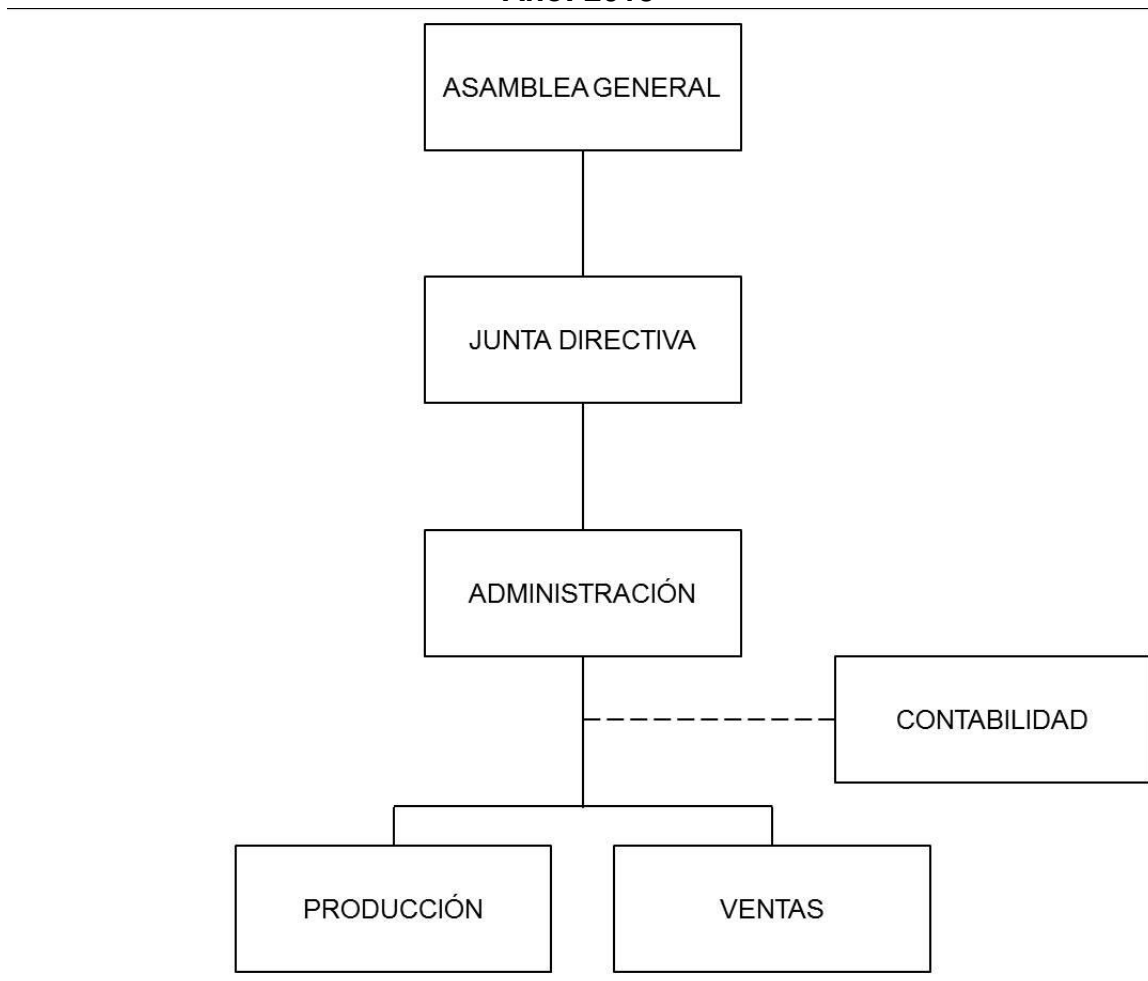 ASAMBLEA GENERAL
JUNTA DIRECTIVA
ADMINISTRACIÓN
CONTABILIDAD
PRODUCCIÓN
VENTAS